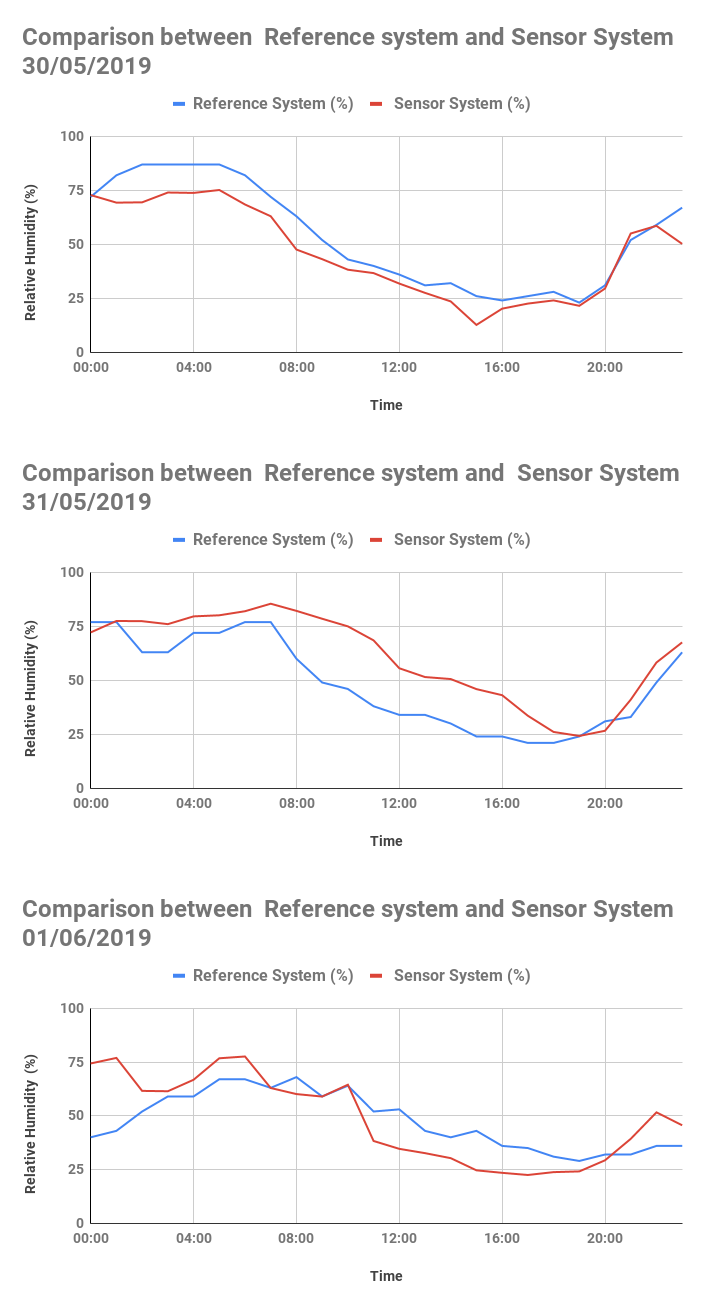 Comparison between  Reference system and Sensor System
30/05/2019
Reference System (%)
Sensor System (%)
100
75
50
25
0
Relative Humidity (%)
00:00 04:00 08:00 12:00 16:00 20:00
Time
Comparison between  Reference system and  Sensor System
31/05/2019
Reference System (%)
Sensor System (%)
100
75
50
25
0
Relative Humidity (%)
00:00 04:00 08:00 12:00 16:00 20:00
Time
Comparison between  Reference system and Sensor System
01/06/2019
Reference System (%)
Sensor System (%)
100
75
50
25
0
Relative Humidity (%)
00:00 04:00 08:00 12:00 16:00 20:00
Time